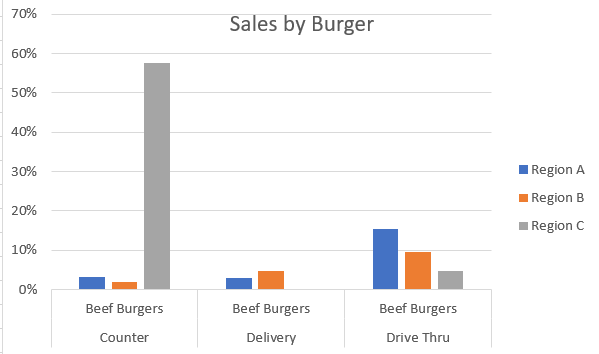 Sales by Burger
70%
60%
50%
40%
30%
20%
10%
0%
Beef Burgers Beef Burgers Beef Burgers
Counter Delivery Drive Thru
Region A
Region B
Region C